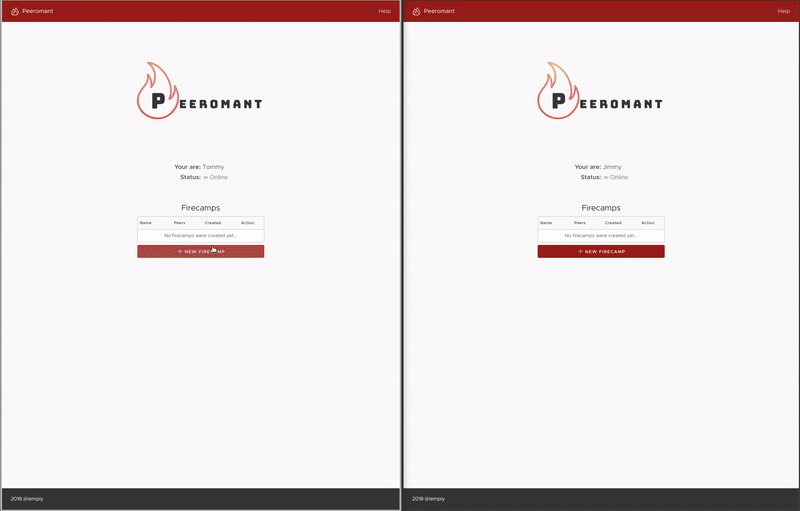 Peeromant Help
PEEROMANT
Your are: Tommy
Status: Online
Firecamps
Name Peers Created Action
No firecamps were created yet...
+ NEW FIRECAMP
2018 @lemply
Peeromant Help
PEEROMANT
Your are: Jimmy
Status: Online
Firecamps
Name Peers Created Action
No firecamps were created yet...
+ NEW FIRECAMP
2018 @lemply